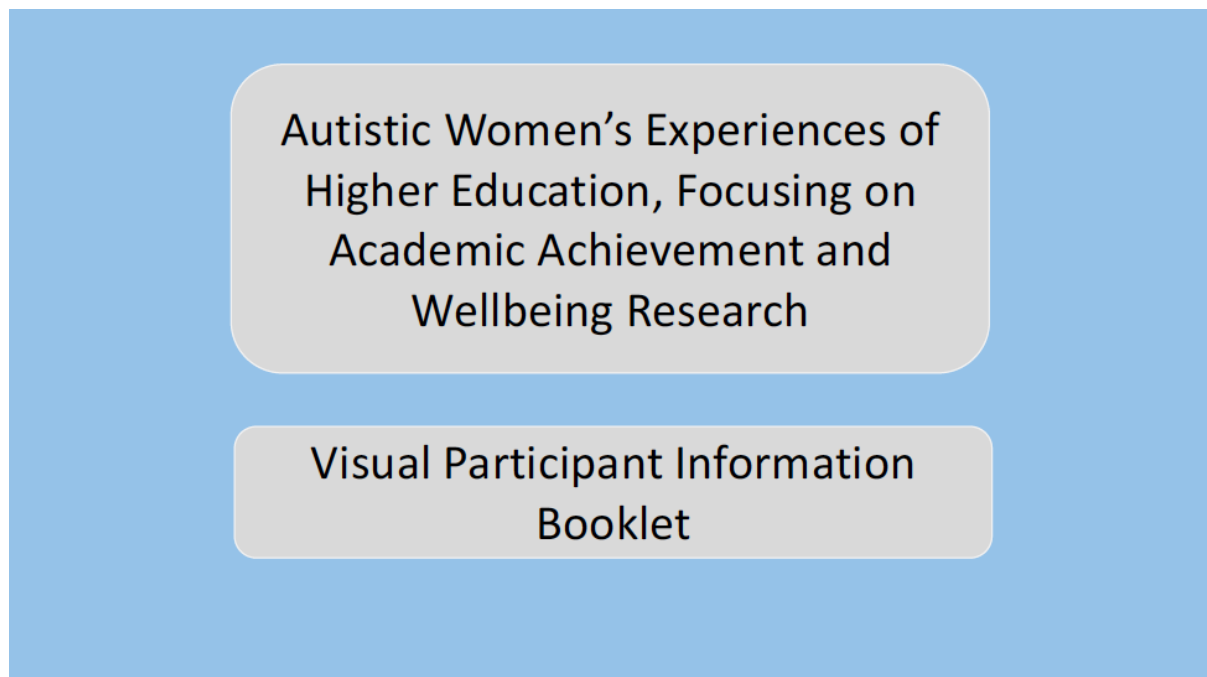 Autistic Women’s Experiences of
Higher Education, Focusing on
Academic Achievement and
Wellbeing Research
Visual Participant Information
Booklet